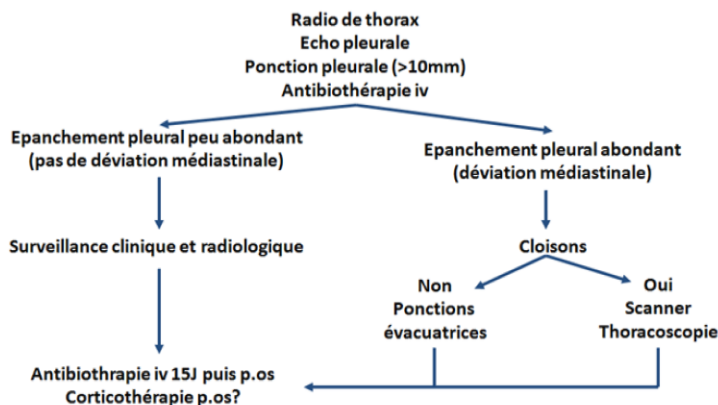 Radio de thorax
Echo pleurale
Ponction pleurale (>10mm)
Antibiothérapie iv
Epanchement pleural peu abondant
(pas de déviation médiastinale)
Epanchement pleural abondant
(déviation médiastinale)
Surveillance clinique et radiologique
Cloisons
Non
Ponctions
évacuatrices
Oui
Scanner
Thoracoscopie
Antibiothrapie iv 15J puis p.os
Corticothérapie p.os?